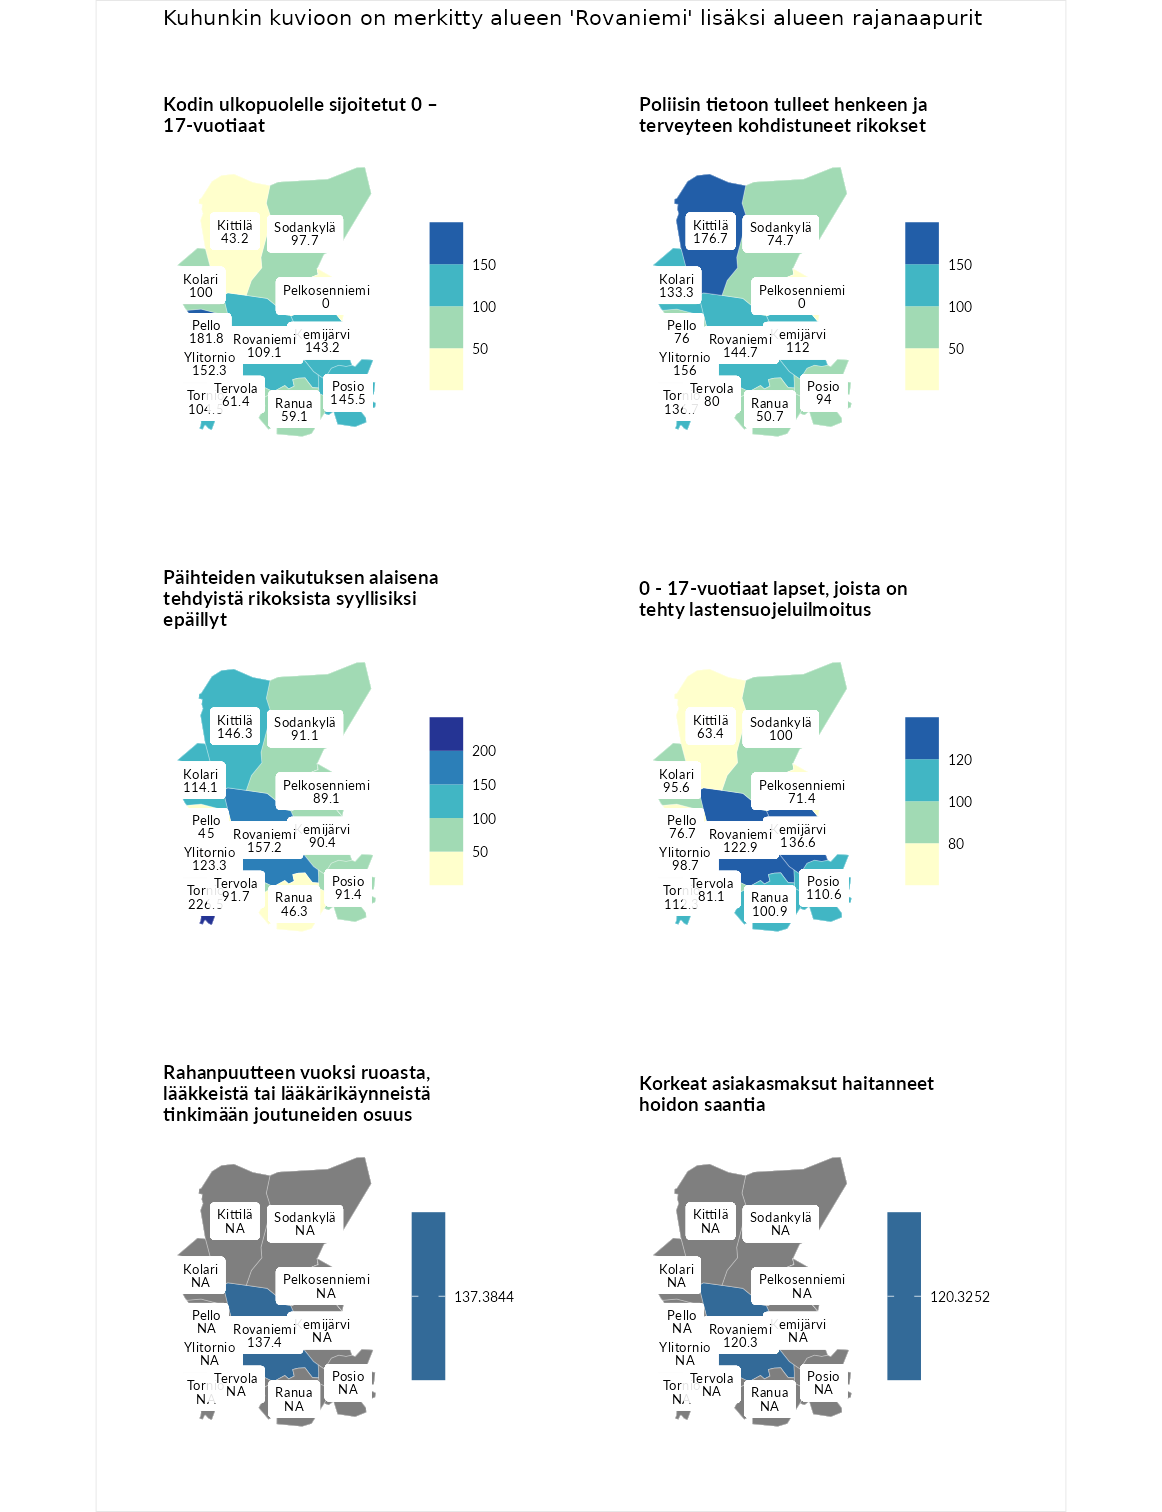 Kuhunkin kuvioon on merkitty alueen 'Rovaniemi' lisäksi alueen rajanaapurit
Kodin ulkopuolelle sijoitetut 0 –
17-vuotiaat
Kittilä
43.2
Sodankylä
97.7
Kolari
100
Pelkosenniemi
0
Pello
181.8
Rovaniemi
109.1
emijärvi
143.2
Ylitornio
152.3
Tervola
61.4
Ranua
59.1
Posio
145.5
150
100
50
Poliisin tietoon tulleet henkeen ja
terveyteen kohdistuneet rikokset
Kittilä
176.7
Sodankylä
74.7
Kolari
133.3
Pelkosenniemi
0
Pello
76
Rovaniemi
144.7
emijärvi
112
Ylitornio
156
Tervola
80
Ranua
50.7
Posio
94
150
100
50
Päihteiden vaikutuksen alaisena
tehdyistä rikoksista syyllisiksi
epäillyt
Kittilä
146.3
Sodankylä
91.1
Kolari
114.1
Pelkosenniemi
89.1
Pello
45
Rovaniemi
157.2
emijärvi
90.4
Ylitornio
123.3
Tervola
91.7
Ranua
46.3
Posio
91.4
200
150
100
50
0 - 17-vuotiaat lapset, joista on
tehty lastensuojeluilmoitus
Kittilä
63.4
Sodankylä
100
Kolari
95.6
Pelkosenniemi
71.4
Pello
76.7
Rovaniemi
122.9
emijärvi
136.6
Ylitornio
98.7
Tervola
81.1
Ranua
100.9
Posio
110.6
120
100
80
Rahanpuutteen vuoksi ruoasta,
lääkkeistä tai lääkärikäynneistä
tinkimään joutuneiden osuus
Kittilä
NA
Sodankylä
NA
Kolari
NA
Pelkosenniemi
NA
Pello
NA
Rovaniemi
137.4
emijärvi
NA
Ylitornio
NA
Tervola
NA
Ranua
NA
Posio
NA
137.3844
Korkeat asiakasmaksut haitanneet
hoidon saantia
Kittilä
NA
Sodankylä
NA
Kolari
NA
Pelkosenniemi
NA
Pello
NA
Rovaniemi
120.3
emijärvi
NA
Ylitornio
NA
Tervola
NA
Ranua
NA
Posio
NA
120.3252